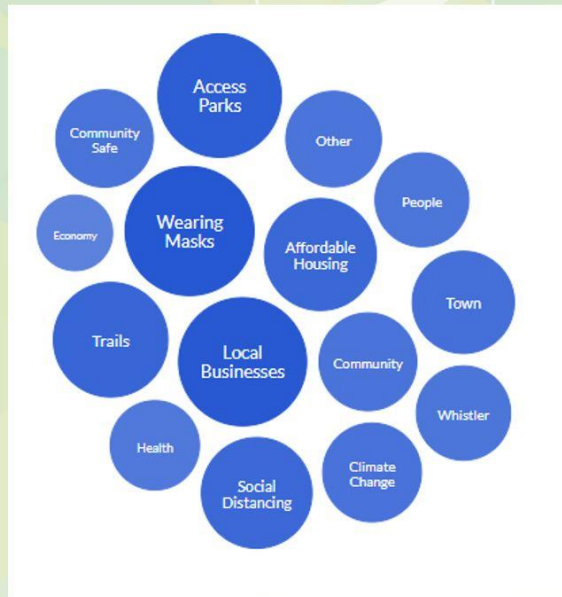 Access
Parks
Community
Safe
Other
People
Wearing
Masks
Economy
Affordable
Housing
Town
Trails
Local
Businesses
Community
Whistler
Health
Climate
Change
Social
Distancing